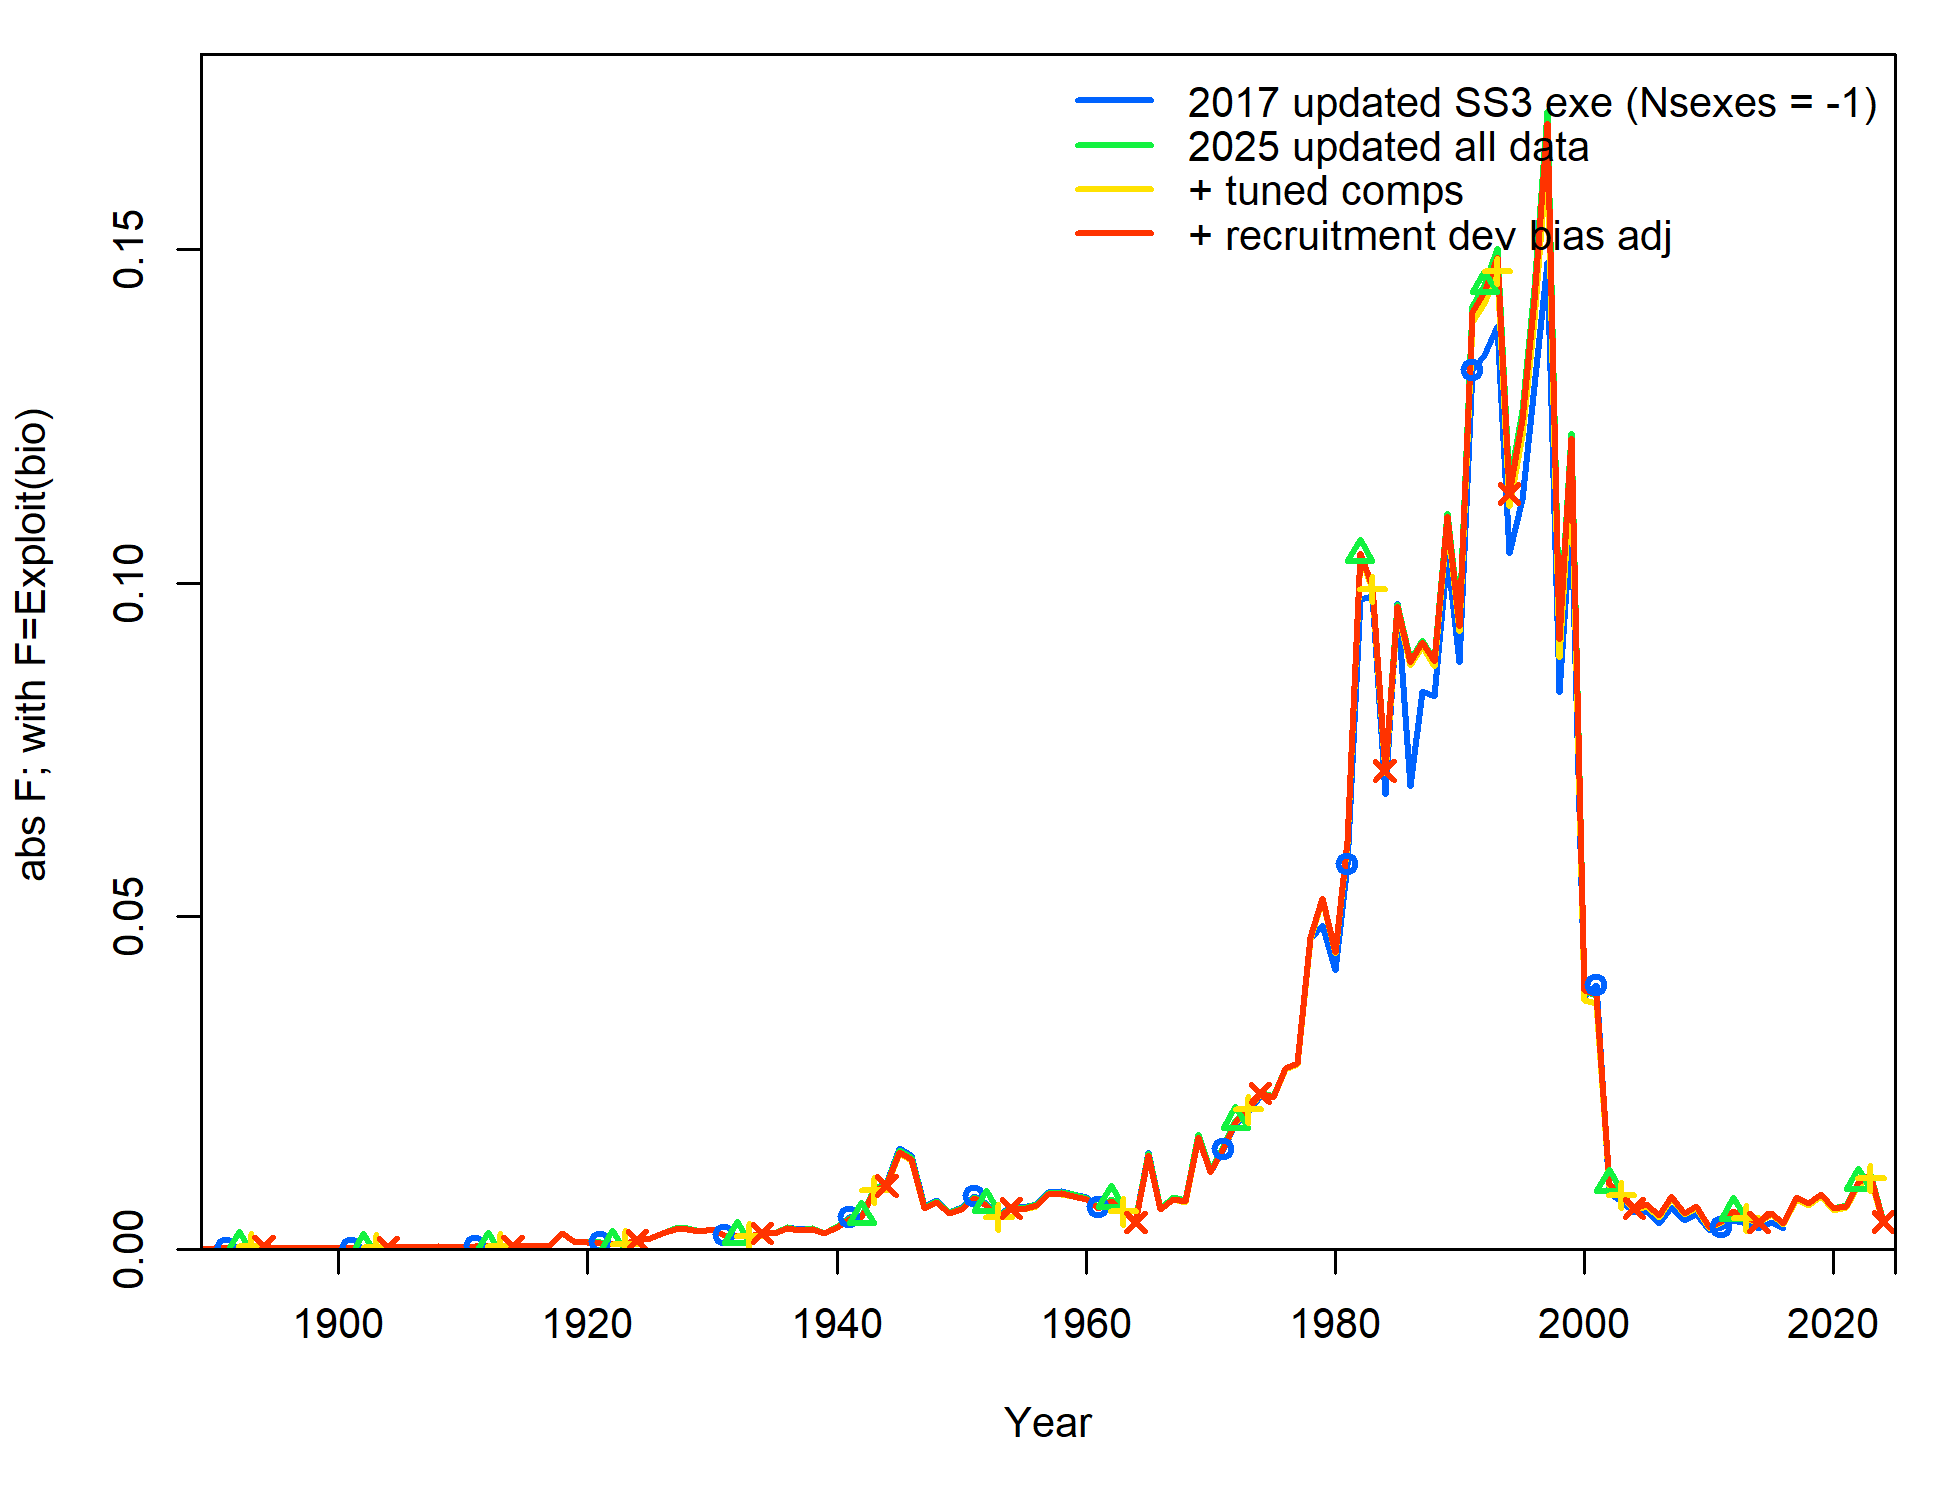 2017 updated SS3 exe (Nsexes = -1)
2025 updated all data
+ tuned comps
+ recruitment dev bias adj
abs F; with F=Exploit(bio)
0.15
0.10
0.05
0.00
1900 1920 1940 1960 1980 2000 2020
Year